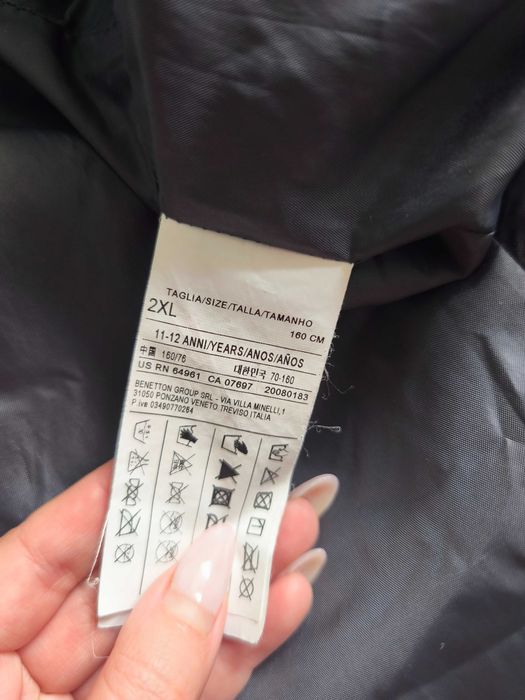 TAGLIA/SIZE/TALLA/TAMANHO
2XL 160 CM
11-12 ANNI/YEARS/ANOS/AÑOS
中国 160/76 대한민국 70-160
US RN 64961 CA 07697 20080183
BENETTON GROUP SRL - VIA VILLA MINELLI,1
31050 PONZANO VENETO TREVISO ITALIA
P.iva 03490770264